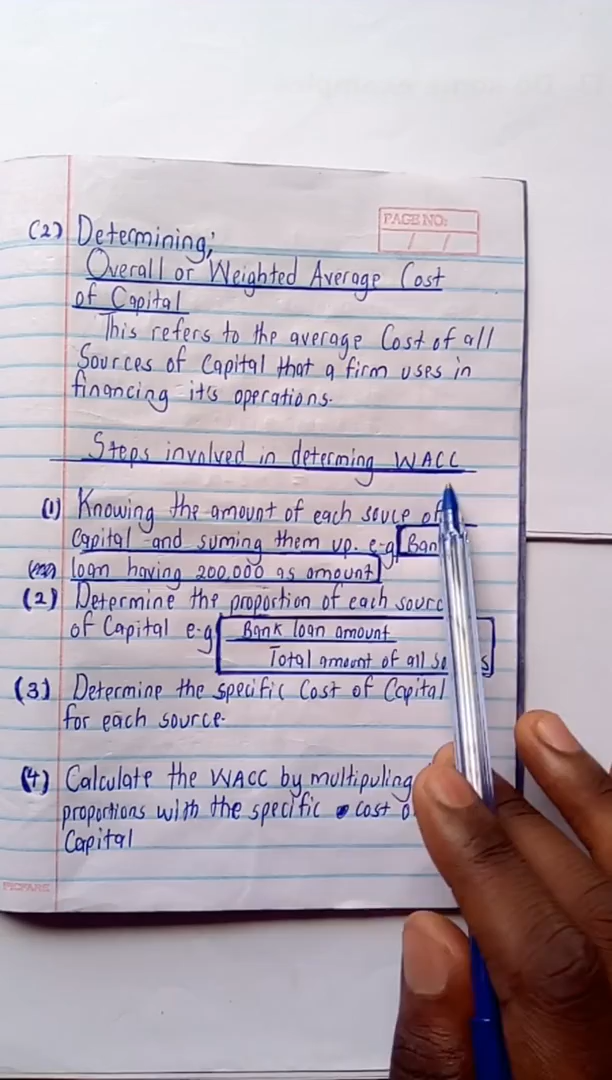 PAGE NO:
/ /
(2) Determining;
Overall or Weighted Average Cost
of Capital
This refers to the average Cost of all
Sources of Capital that a firm uses in
financing it's operations.
Steps involved in determing WACC
(1) Knowing the amount of each souce of
capital and suming them up. e.g Ban
loan having 200,000 as amount
(2) Determine the proportion of each sourc
of Capital e.g Bank loan amount
Total amount of all so s
(3) Determine the specific Cost of Capital
for each source.
(4) Calculate the WACC by multipuling
proportions with the specific cost o
Capital
PICFARE